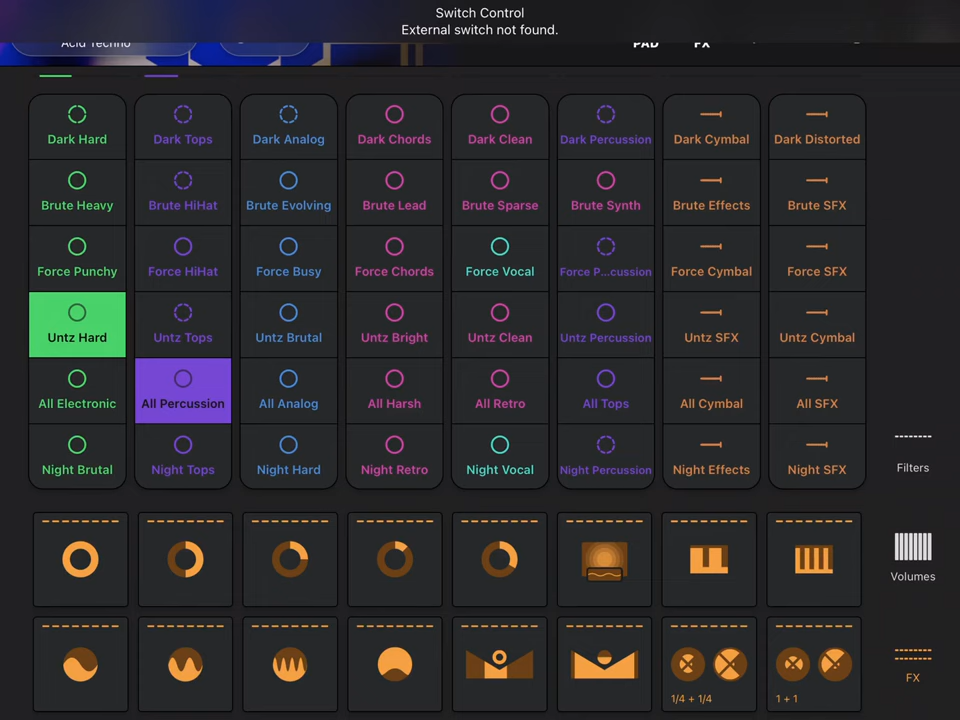 Switch Control
External switch not found.
Acid Techno
PAD FX
Dark Hard Dark Tops Dark Analog Dark Chords Dark Clean Dark Percussion Dark Cymbal Dark Distorted
Brute Heavy Brute HiHat Brute Evolving Brute Lead Brute Sparse Brute Synth Brute Effects Brute SFX
Force Punchy Force HiHat Force Busy Force Chords Force Vocal Force P...cussion Force Cymbal Force SFX
Untz Hard Untz Tops Untz Brutal Untz Bright Untz Clean Untz Percussion Untz SFX Untz Cymbal
All Electronic All Percussion All Analog All Harsh All Retro All Tops All Cymbal All SFX
Night Brutal Night Tops Night Hard Night Retro Night Vocal Night Percussion Night Effects Night SFX
Filters
Volumes
FX
1/4 + 1/4 1 + 1